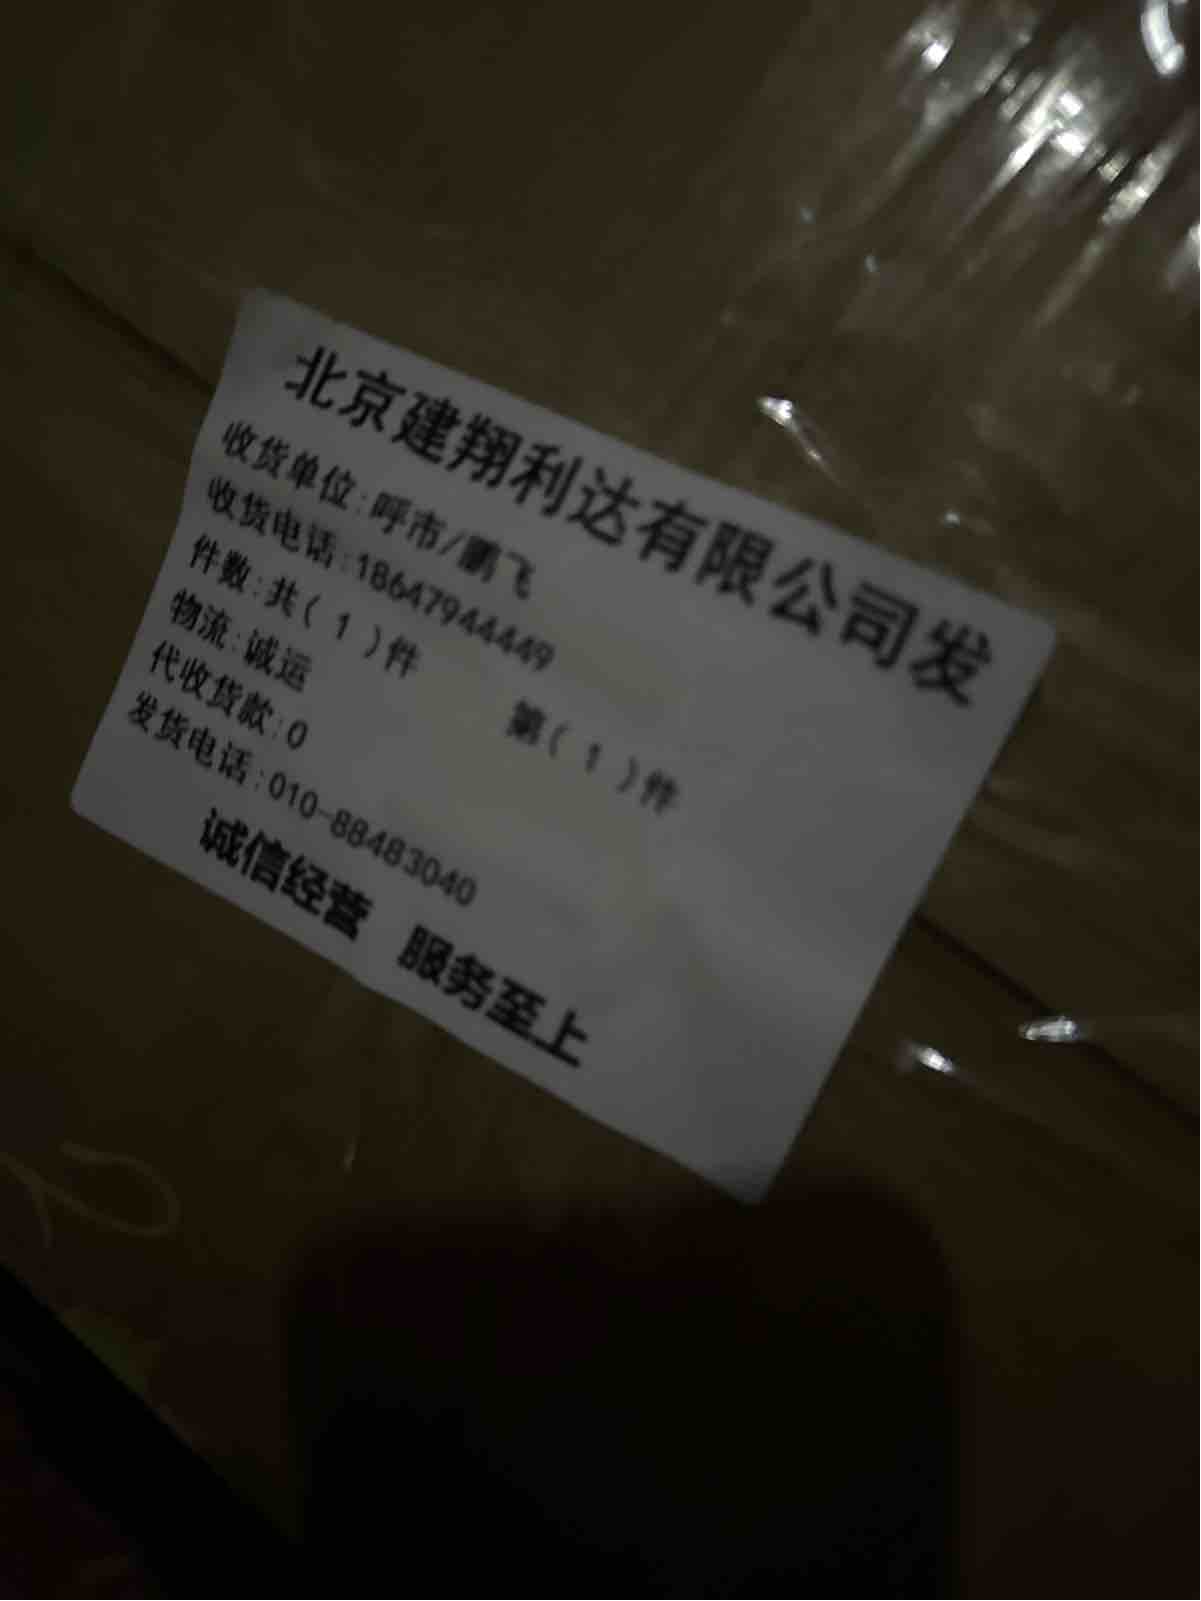 北京建翔利达有限公司发
收货单位:呼市/鹏飞
收货电话:18647944449
件数:共( 1 )件 第( 1 )件
物流:诚运
代收货款:0
发货电话:010-88483040
诚信经营 服务至上